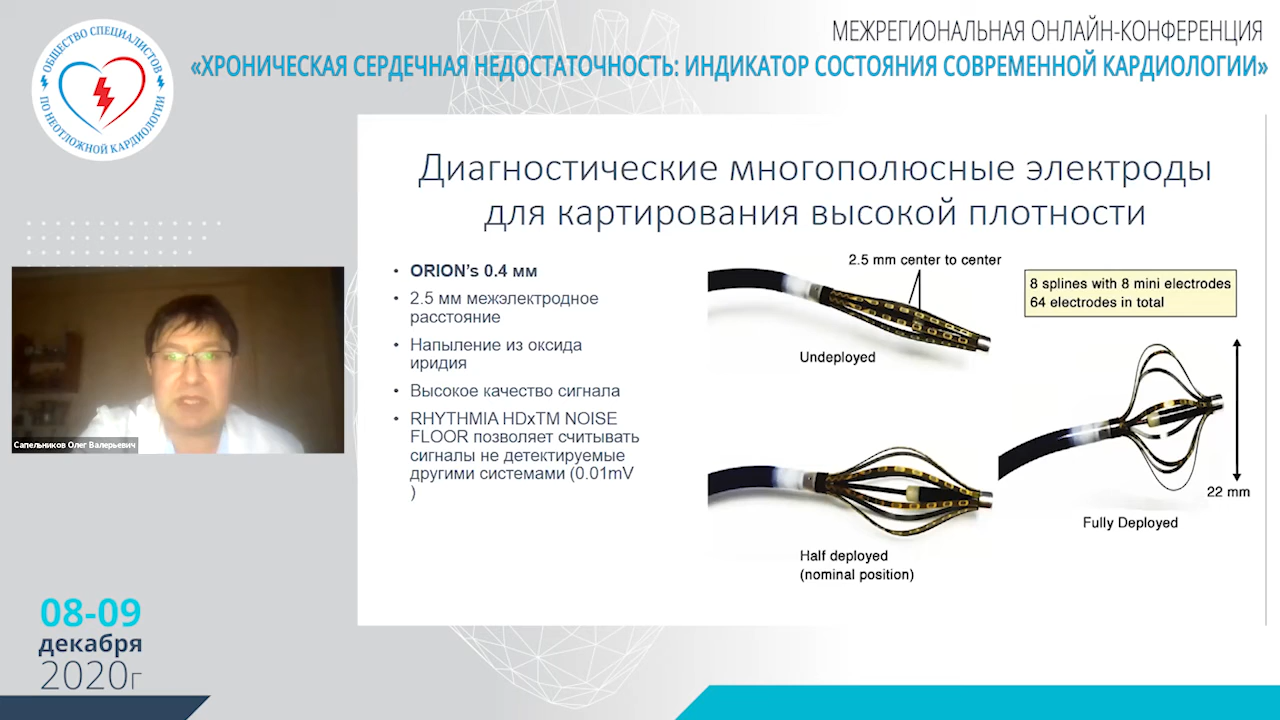 ОБЩЕСТВО СПЕЦИАЛИСТОВ
ПО НЕОТЛОЖНОЙ КАРДИОЛОГИИ
МЕЖРЕГИОНАЛЬНАЯ ОНЛАЙН-КОНФЕРЕНЦИЯ
«ХРОНИЧЕСКАЯ СЕРДЕЧНАЯ НЕДОСТАТОЧНОСТЬ: ИНДИКАТОР СОСТОЯНИЯ СОВРЕМЕННОЙ КАРДИОЛОГИИ»
Диагностические многополюсные электроды
для картирования высокой плотности
• ORION’s 0.4 мм
• 2.5 мм межэлектродное
расстояние
• Напыление из оксида
иридия
• Высокое качество сигнала
• RHYTHMIA HDxTM NOISE
FLOOR позволяет считывать
сигналы не детектируемые
другими системами (0.01mV
)
2.5 mm center to center
8 splines with 8 mini electrodes
64 electrodes in total
Undeployed
22 mm
Fully Deployed
Half deployed
(nominal position)
Сапельников Олег Валерьевич
08-09
декабря
2020г